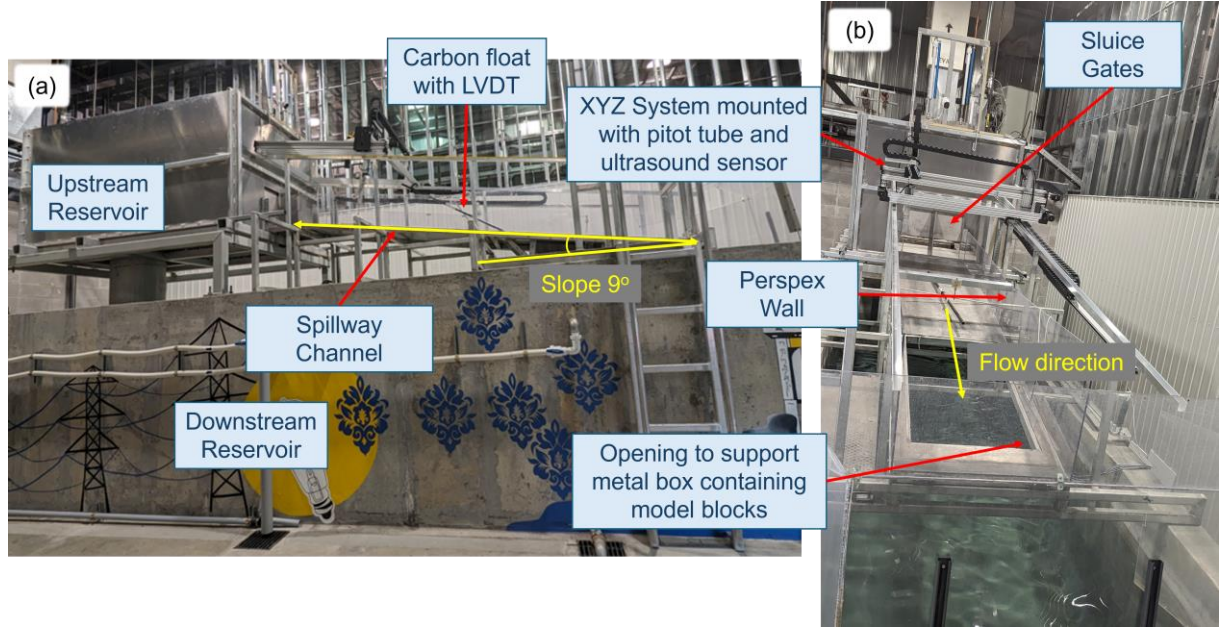 (a)
Carbon float
with LVDT
Upstream
Reservoir
Slope 9°
Spillway
Channel
Downstream
Reservoir
(b)
Sluice
Gates
XYZ System mounted
with pitot tube and
ultrasound sensor
Perspex
Wall
Flow direction
Opening to support
metal box containing
model blocks